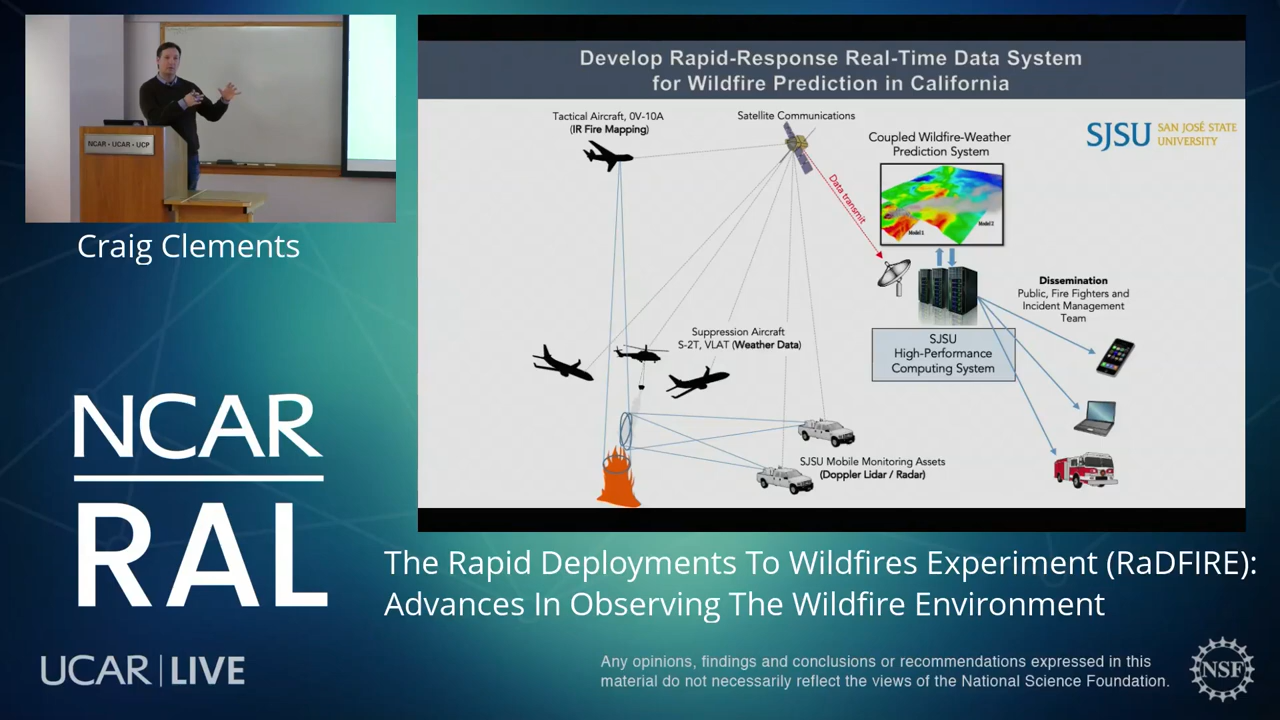 Develop Rapid-Response Real-Time Data System
for Wildfire Prediction in California
Tactical Aircraft, 0V-10A
(IR Fire Mapping)
Satellite Communications
Coupled Wildfire-Weather
Prediction System
SJSU
SAN JOSÉ STATE
UNIVERSITY
Data transmit
Model 1
Model 2
Dissemination
Public, Fire Fighters and
Incident Management
Team
Suppression Aircraft
S-2T, VLAT (Weather Data)
SJSU
High-Performance
Computing System
SJSU Mobile Monitoring Assets
(Doppler Lidar / Radar)
NCAR • UCAR • UCP
Craig Clements
NCAR
RAL
The Rapid Deployments To Wildfires Experiment (RaDFIRE):
Advances In Observing The Wildfire Environment
UCAR | LIVE
Any opinions, findings and conclusions or recommendations expressed in this
material do not necessarily reflect the views of the National Science Foundation.
NSF